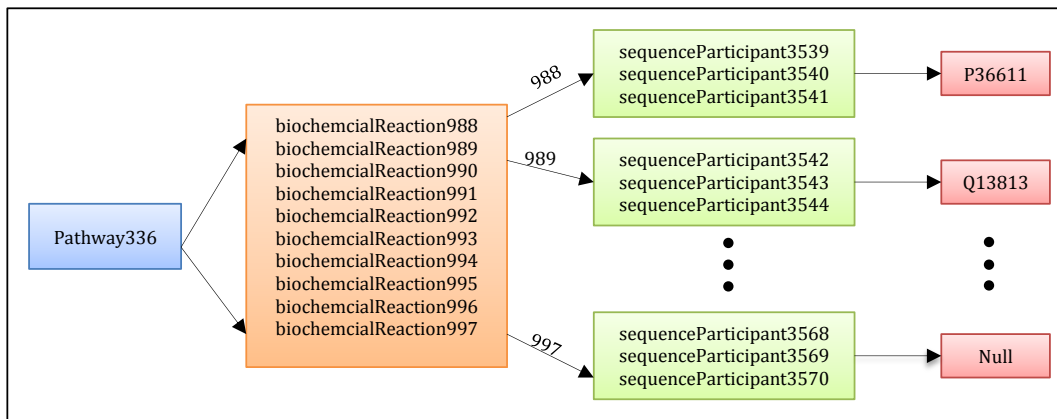 Pathway336
biochemcialReaction988
biochemcialReaction989
biochemcialReaction990
biochemcialReaction991
biochemcialReaction992
biochemcialReaction993
biochemcialReaction994
biochemcialReaction995
biochemcialReaction996
biochemcialReaction997
988
989
997
sequenceParticipant3539
sequenceParticipant3540
sequenceParticipant3541
P36611
sequenceParticipant3542
sequenceParticipant3543
sequenceParticipant3544
Q13813
sequenceParticipant3568
sequenceParticipant3569
sequenceParticipant3570
Null